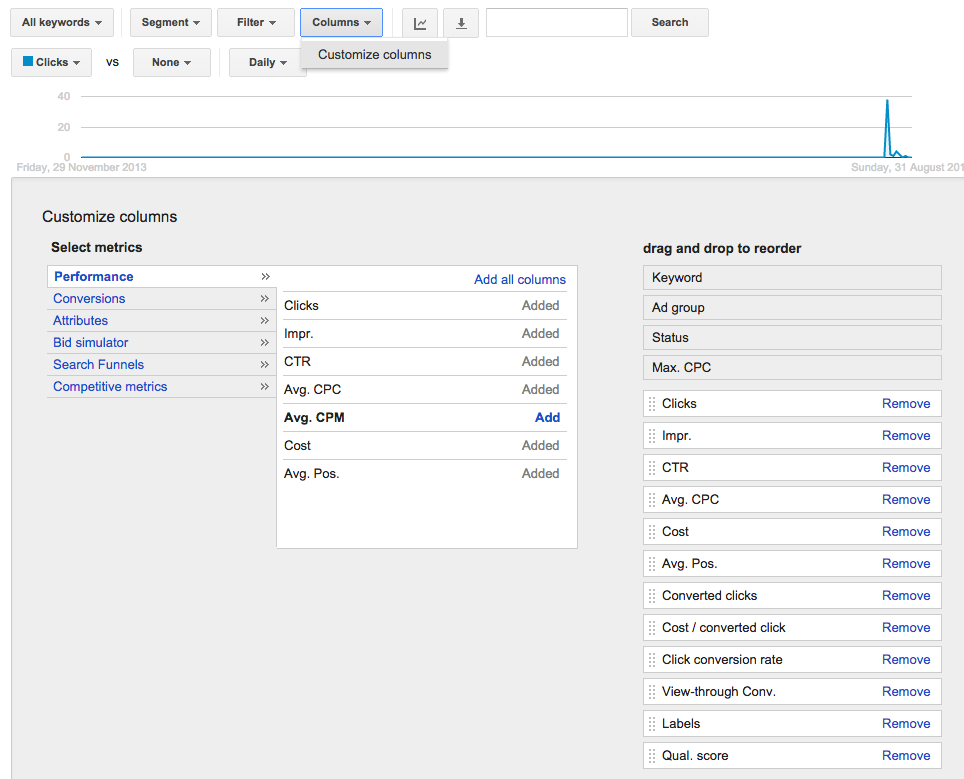 All keywords Segment Filter Columns Search
Customize columns
Clicks vs None Daily
40
20
0
Friday, 29 November 2013 Sunday, 31 August 201
Customize columns
Select metrics
Performance »
Conversions »
Attributes »
Bid simulator »
Search Funnels »
Competitive metrics »
Add all columns
Clicks Added
Impr. Added
CTR Added
Avg. CPC Added
Avg. CPM Add
Cost Added
Avg. Pos. Added
drag and drop to reorder
Keyword
Ad group
Status
Max. CPC
Clicks Remove
Impr. Remove
CTR Remove
Avg. CPC Remove
Cost Remove
Avg. Pos. Remove
Converted clicks Remove
Cost / converted click Remove
Click conversion rate Remove
View-through Conv. Remove
Labels Remove
Qual. score Remove